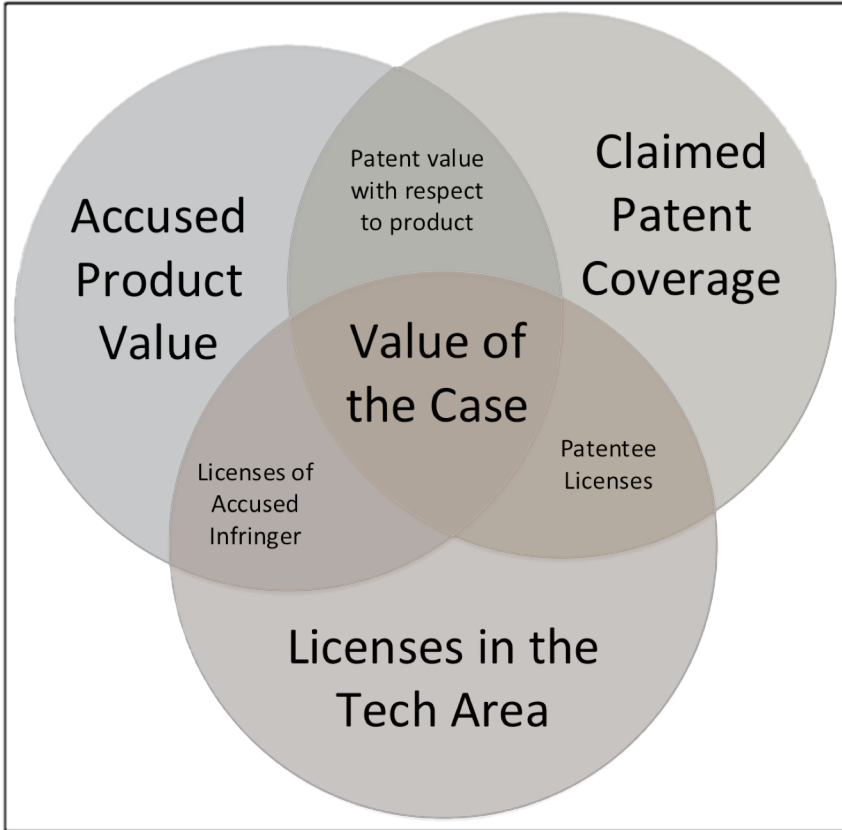 Patent value
with respect
to product
Claimed
Patent
Coverage
Accused
Product
Value
Value of
the Case
Licenses of
Accused
Infringer
Patentee
Licenses
Licenses in the
Tech Area